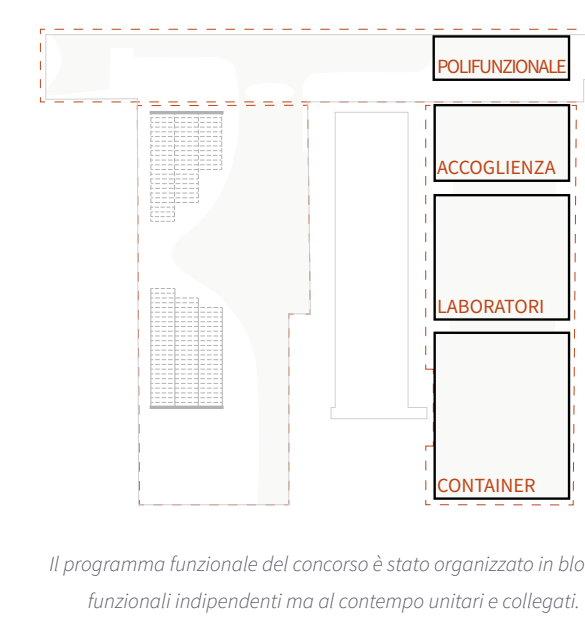 POLIFUNZIONALE
ACCOGLIENZA
LABORATORI
CONTAINER
Il programma funzionale del concorso è stato organizzato in blo
funzionali indipendenti ma al contempo unitari e collegati.